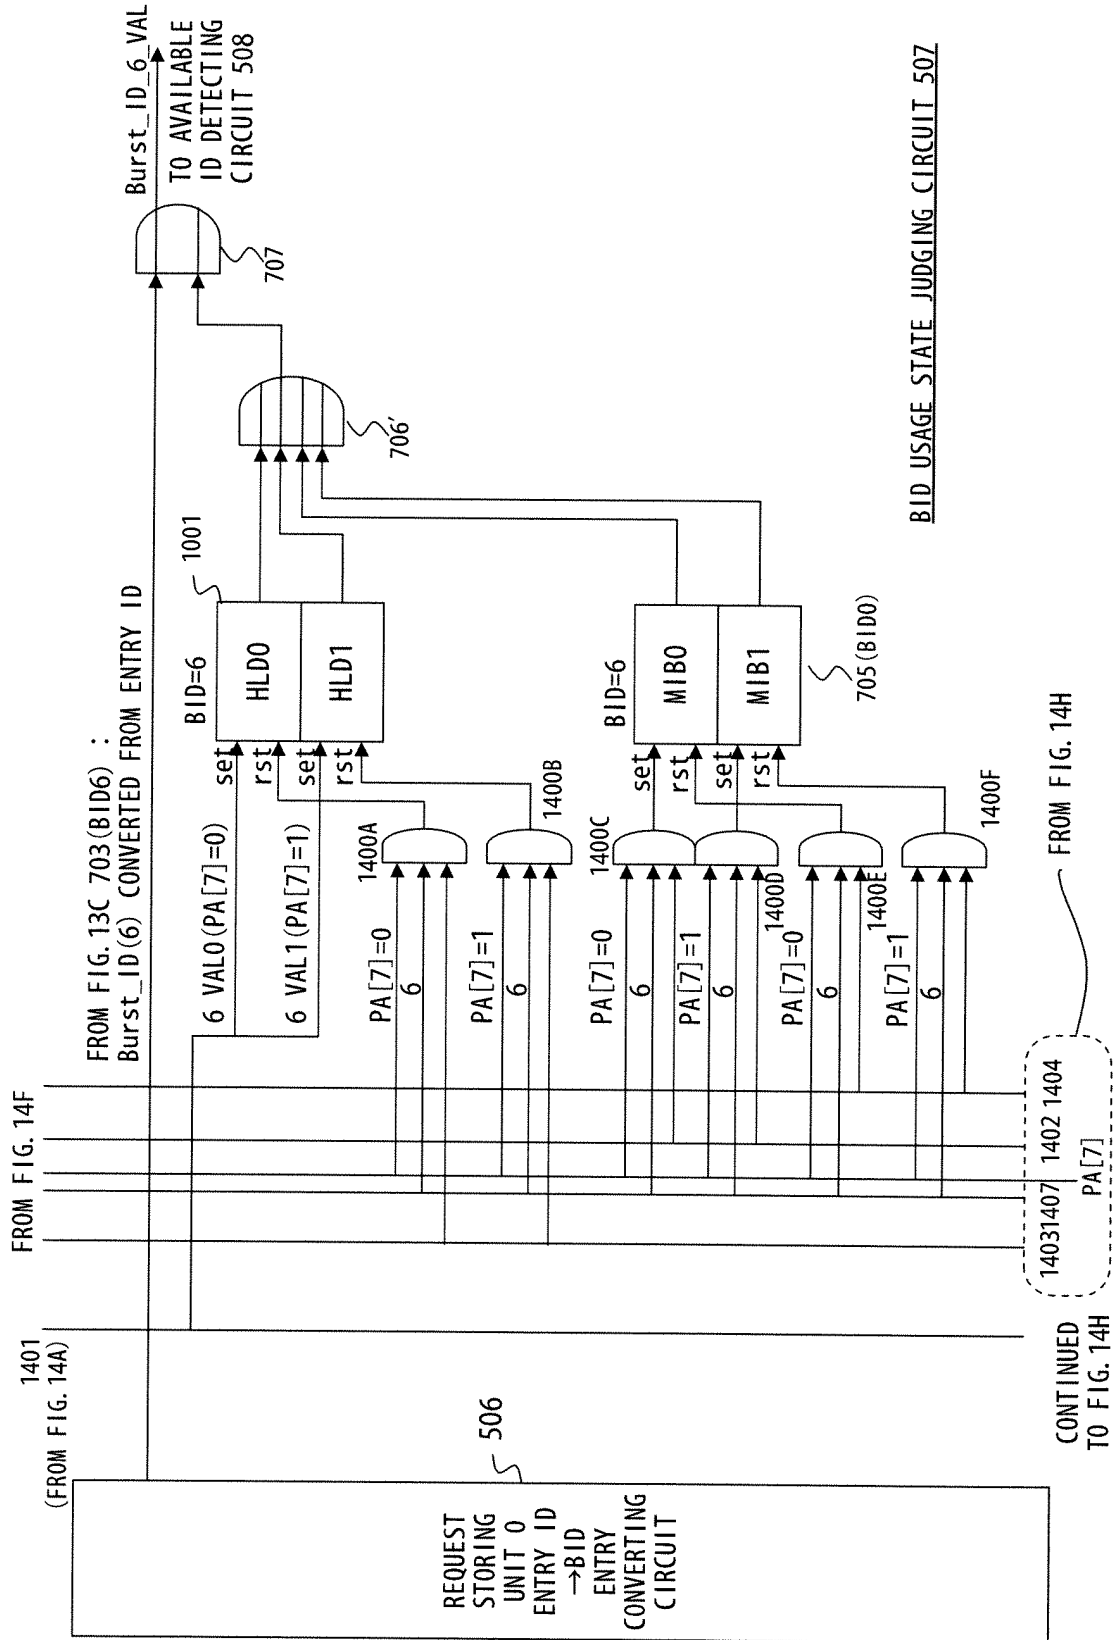 1401
(FROM FIG. 14A)
FROM FIG. 14F
FROM FIG. 13C 703(BID6):
Burst_ID(6) CONVERTED FROM ENTRY ID
Burst_ID_6_VAL
TO AVAILABLE
ID DETECTING
CIRCUIT 508
707
706'
506
REQUEST
STORING
UNIT 0
ENTRY ID
→BID
ENTRY
CONVERTING
CIRCUIT
6 VAL0(PA[7]=0)
6 VAL1(PA[7]=1)
BID=6
1001
set
rst
set
rst
HLD0
HLD1
1400A
PA[7]=0
6
1400B
PA[7]=1
6
BID=6
set
rst
set
rst
MIB0
MIB1
705(BID0)
1400C
PA[7]=0
6
PA[7]=1
6
1400D
PA[7]=0
6
1400E
PA[7]=1
6
1400F
1403
1407
PA[7]
1402
1404
FROM FIG. 14H
CONTINUED
TO FIG. 14H
BID USAGE STATE JUDGING CIRCUIT 507